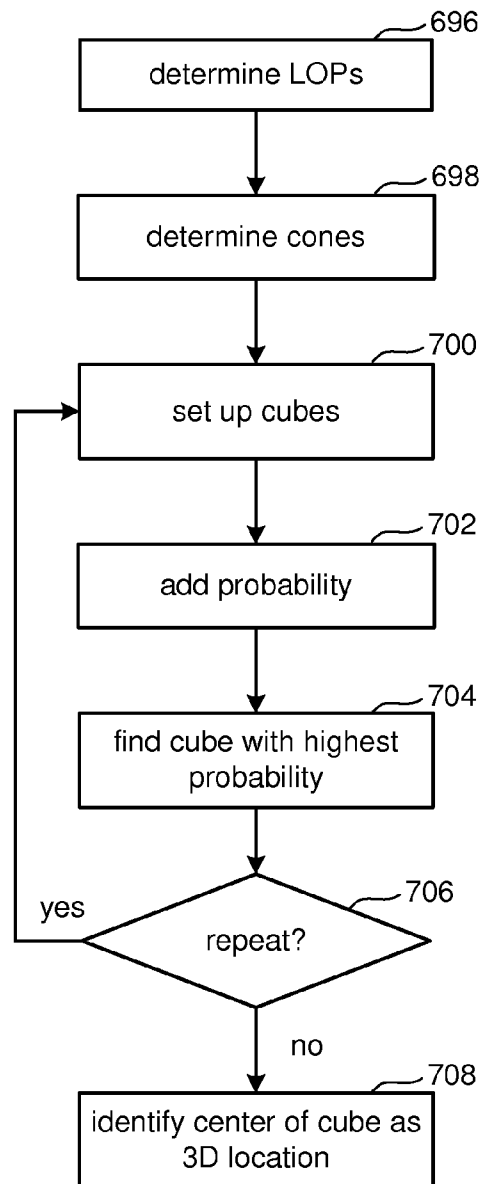 696
determine LOPs
698
determine cones
700
set up cubes
702
add probability
704
find cube with highest
probability
706
yes
repeat?
no
708
identify center of cube as
3D location